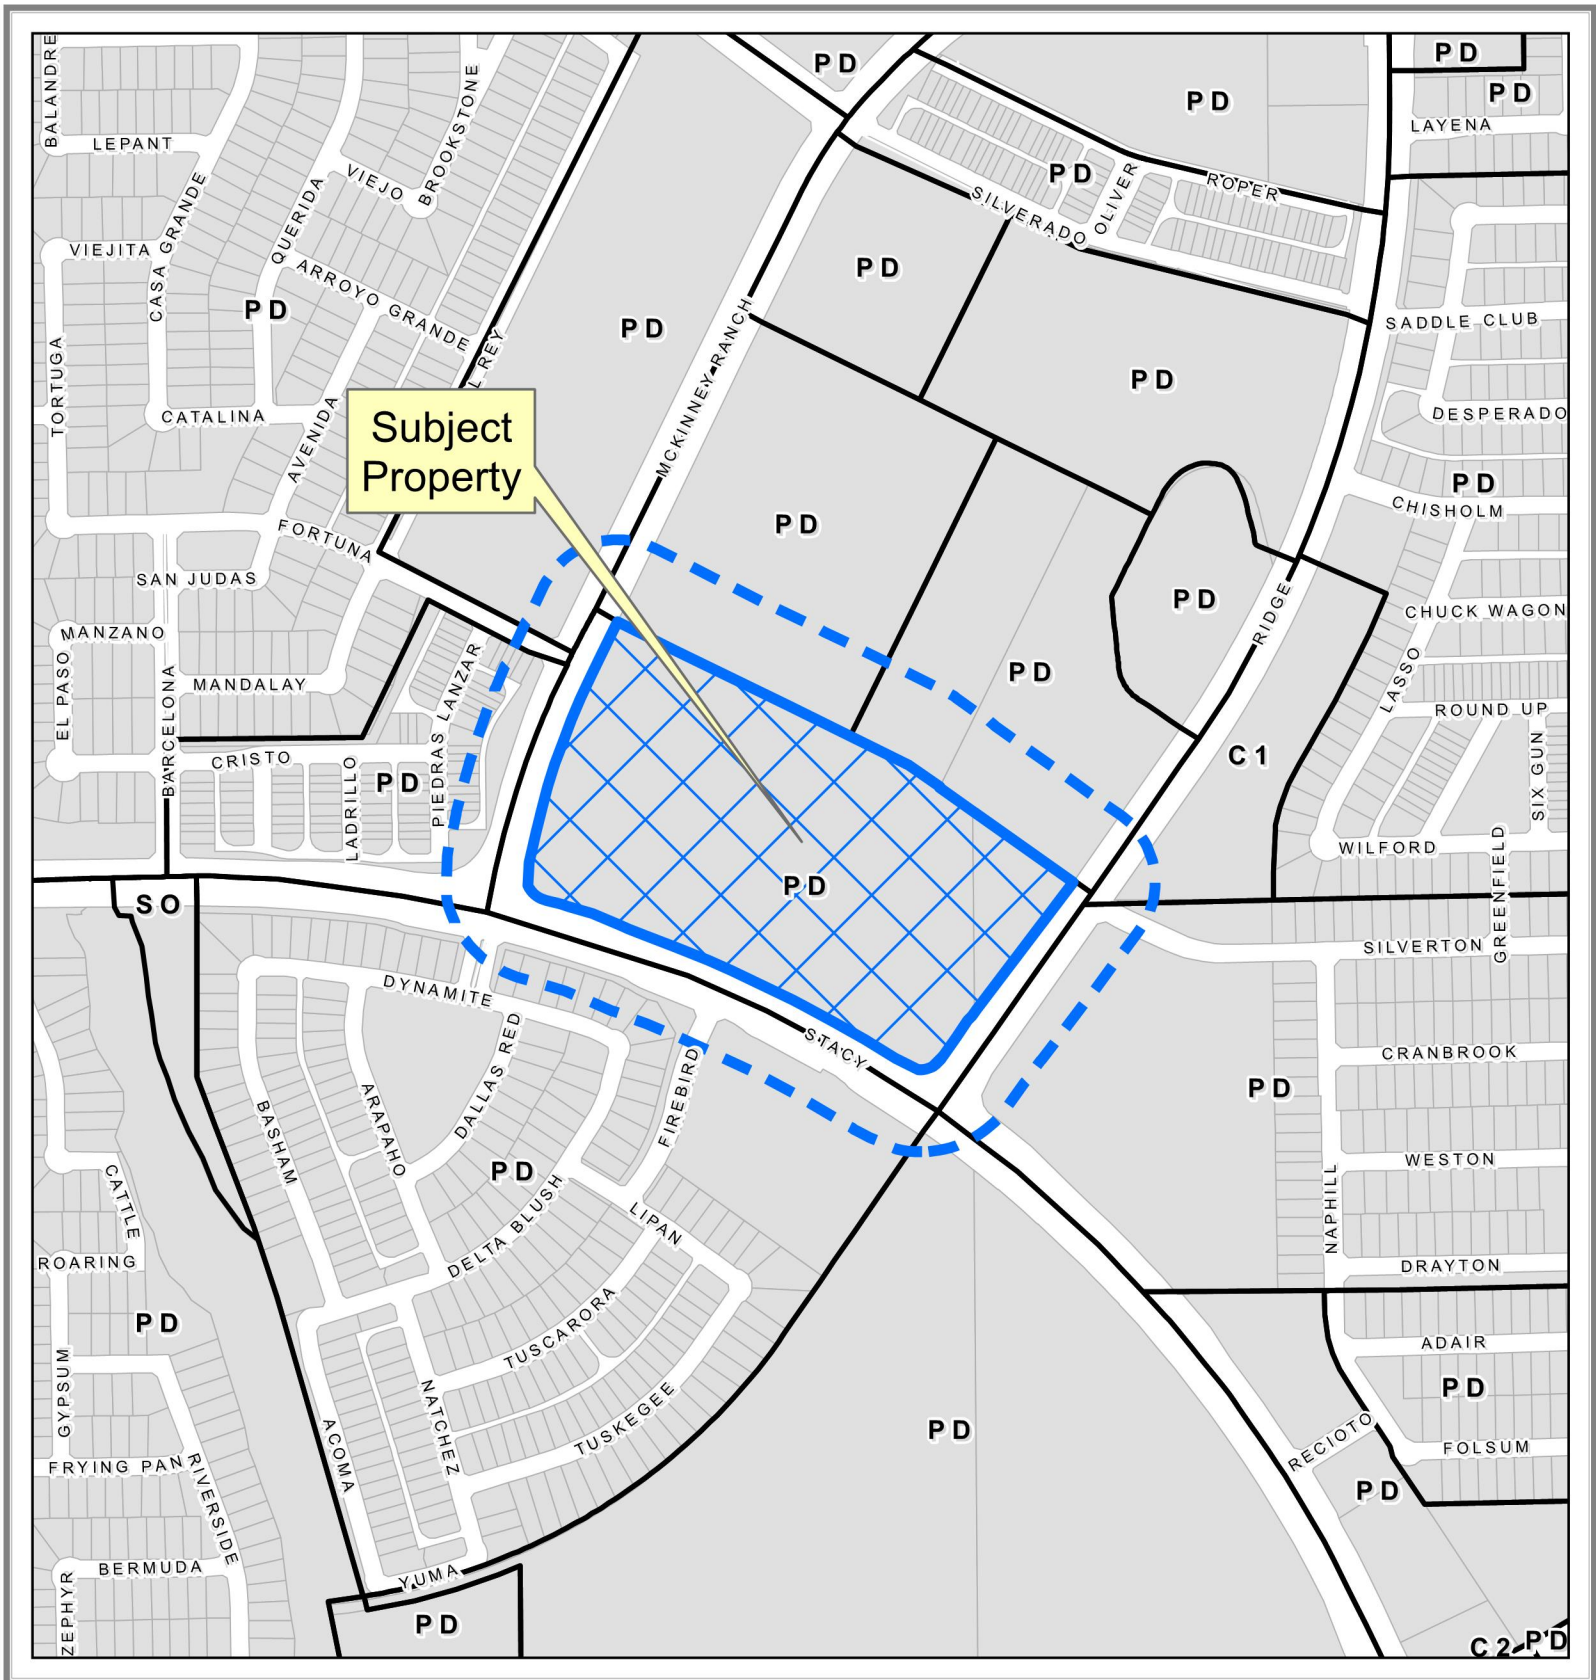 PD
PD
BALANDRE
PD
PD
LAYENA
LEPANT
BROOKSTONE
VIEJO
PD
OLIVER
ROPER
CASA GRANDE
QUERIDA
SILVERADO
VIEJITA
ARROYO GRANDE
PD
PD
PD
SADDLE CLUB
TORTUGA
L REY
MCKINNEY RANCH
PD
CATALINA
AVENIDA
DESPERADO
Subject
Property
PD
CHISHOLM
FORTUNA
PD
SAN JUDAS
PD
RIDGE
CHUCK WAGON
MANZANO
EL PASO
MANDALAY
LANZAR
PIEDRAS
PD
LASSO
ROUND UP
BARCELONA
CRISTO
LADRILLO
PD
C1
SIX GUN
WILFORD
GREENFIELD
PD
SO
SILVERTON
DYNAMITE
STACY
FIREBIRD
CRANBROOK
DALLAS RED
ARAPAHO
BASHAM
PD
PD
WESTON
CATTLE
DELTA BLUSH
LIPAN
NAPHILL
ROARING
DRAYTON
PD
TUSCARORA
ADAIR
GYPSUM
NATCHEZ
TUSKEGEE
PD
PD
ACOMA
RECIOTO
FOLSUM
FRYING PAN
RIVERSIDE
PD
BERMUDA
YUMA
ZEPHYR
PD
C2
PD